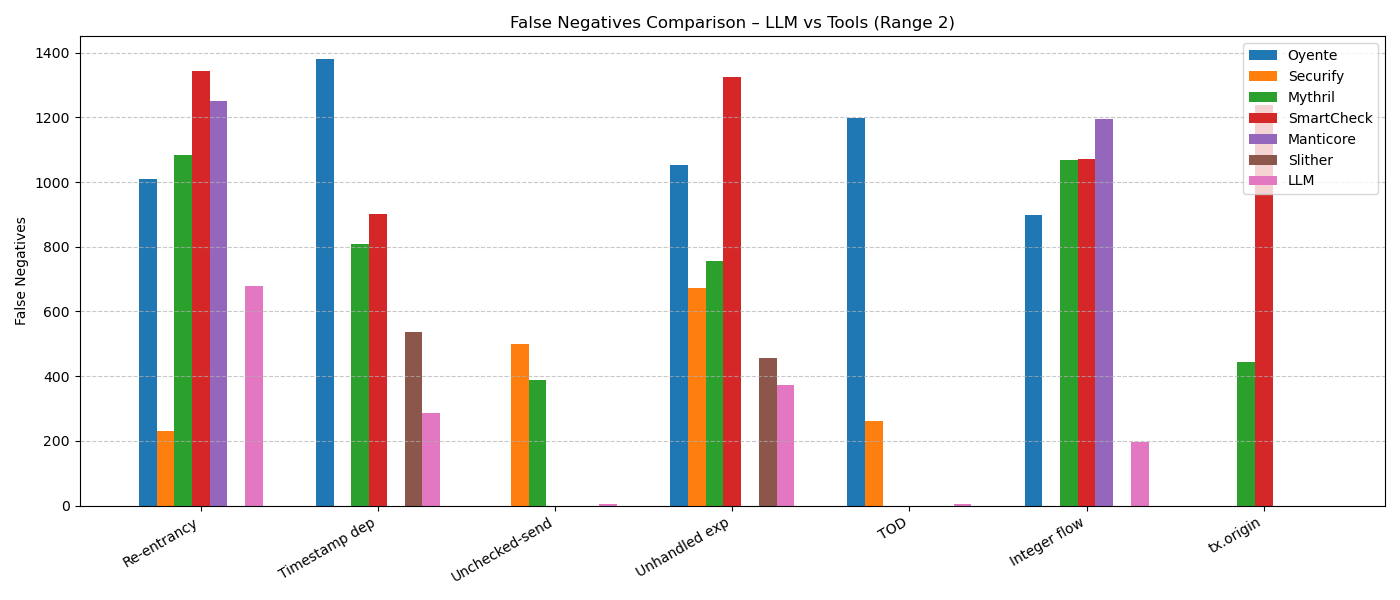 False Negatives Comparison – LLM vs Tools (Range 2)
False Negatives
1400
1200
1000
800
600
400
200
0
Re-entrancy
Timestamp dep
Unchecked-send
Unhandled exp
TOD
Integer flow
tx.origin
Oyente
Securify
Mythril
SmartCheck
Manticore
Slither
LLM